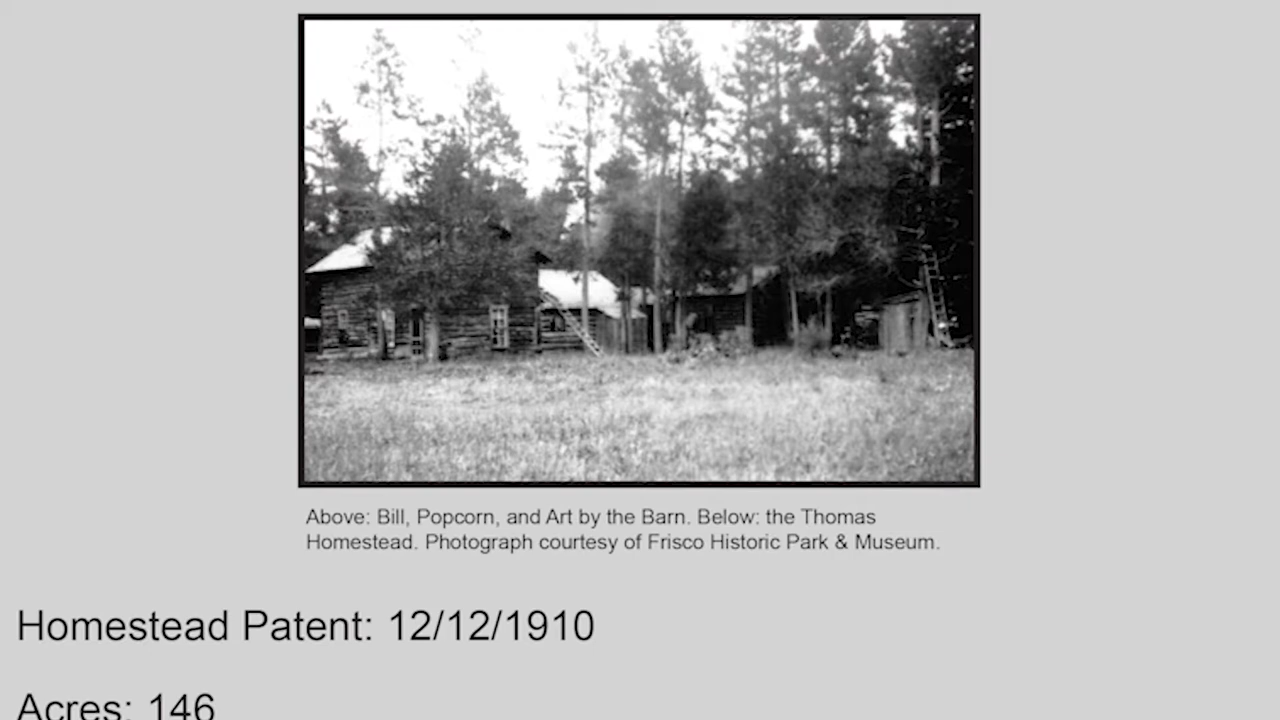 Above: Bill, Popcorn, and Art by the Barn. Below: the Thomas
Homestead. Photograph courtesy of Frisco Historic Park & Museum.
Homestead Patent: 12/12/1910
Acres: 146